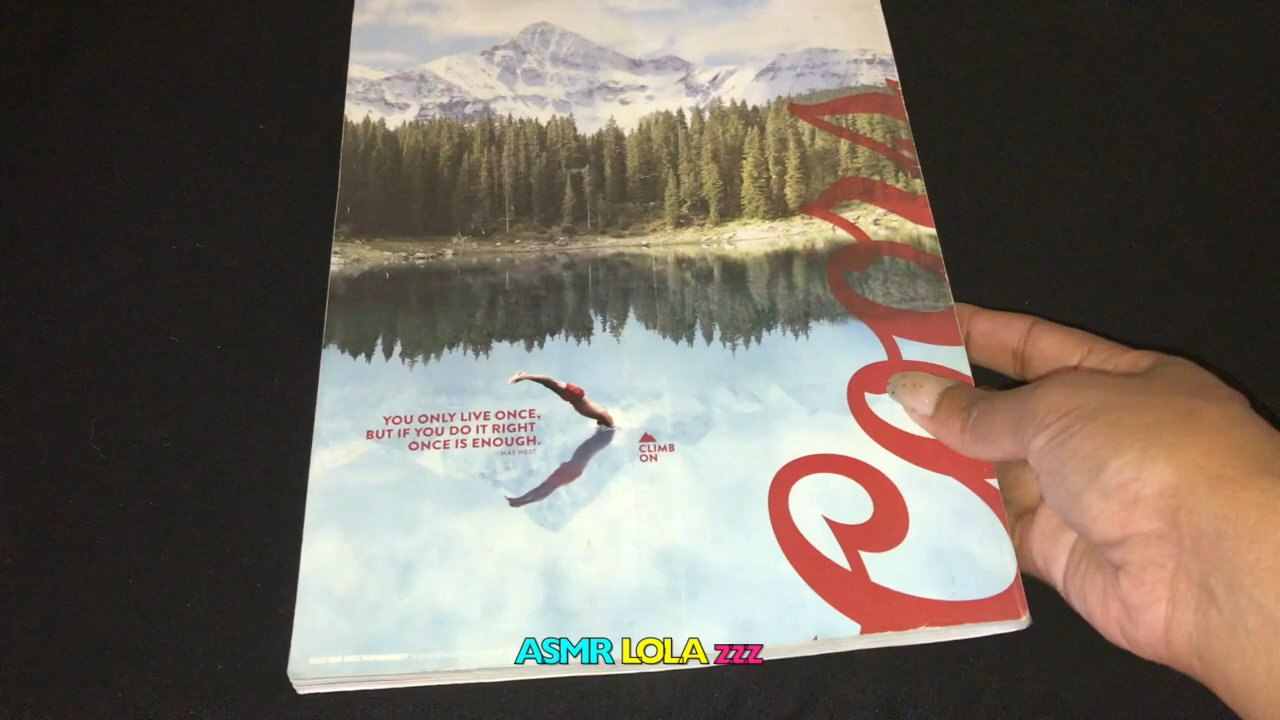 Coors
YOU ONLY LIVE ONCE,
BUT IF YOU DO IT RIGHT
ONCE IS ENOUGH.
- MAE WEST
CLIMB
ON
ASMR LOLA zzz